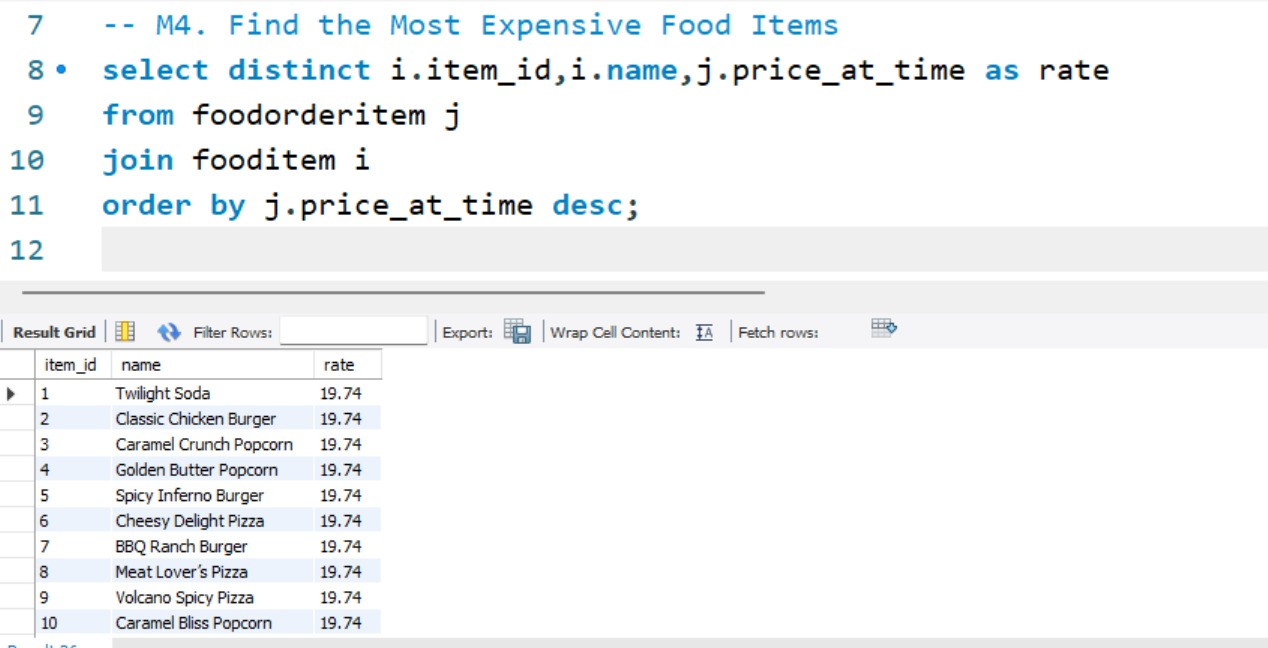 7 -- M4. Find the Most Expensive Food Items
8 select distinct i.item_id,i.name,j.price_at_time as rate
9 from foodorderitem j
10 join fooditem i
11 order by j.price_at_time desc;
12
Result Grid Filter Rows: Export: Wrap Cell Content: IA Fetch rows:
item_id name rate
1 Twilight Soda 19.74
2 Classic Chicken Burger 19.74
3 Caramel Crunch Popcorn 19.74
4 Golden Butter Popcorn 19.74
5 Spicy Inferno Burger 19.74
6 Cheesy Delight Pizza 19.74
7 BBQ Ranch Burger 19.74
8 Meat Lover’s Pizza 19.74
9 Volcano Spicy Pizza 19.74
10 Caramel Bliss Popcorn 19.74